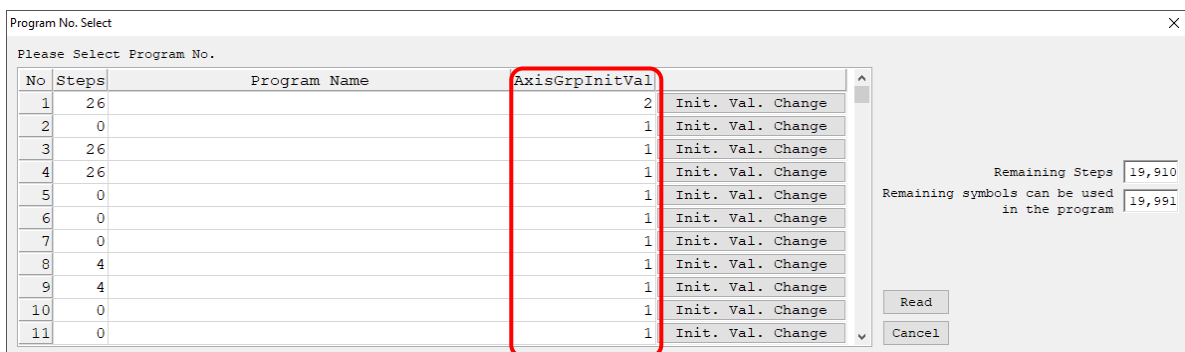 Program No. Select
Please Select Program No.
No Steps Program Name AxisGrpInitVal
1 26 2 Init. Val. Change
2 0 1 Init. Val. Change
3 26 1 Init. Val. Change
4 26 1 Init. Val. Change
5 0 1 Init. Val. Change
6 0 1 Init. Val. Change
7 0 1 Init. Val. Change
8 4 1 Init. Val. Change
9 4 1 Init. Val. Change
10 0 1 Init. Val. Change
11 0 1 Init. Val. Change
Remaining Steps 19,910
Remaining symbols can be used
in the program 19,991
Read
Cancel